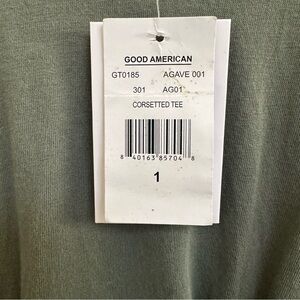 GOOD AMERICAN
GT0185 AGAVE 001
301 AG01
CORSETTED TEE
8 40163 85704 8
1